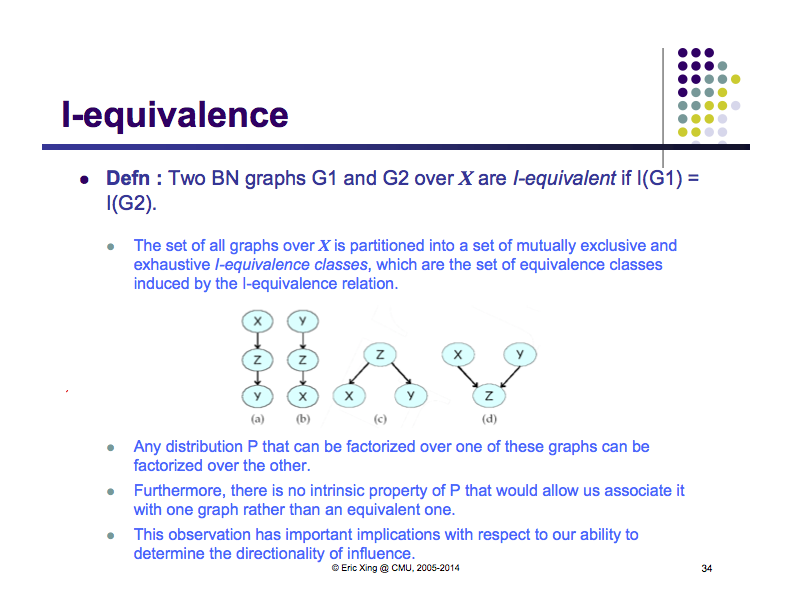 I-equivalence
Defn : Two BN graphs G1 and G2 over X are I-equivalent if I(G1) =
I(G2).
The set of all graphs over X is partitioned into a set of mutually exclusive and
exhaustive I-equivalence classes, which are the set of equivalence classes
induced by the I-equivalence relation.
X
Z
Y
(a)
Y
Z
X
(b)
Z
X
Y
(c)
X
Y
Z
(d)
Any distribution P that can be factorized over one of these graphs can be
factorized over the other.
Furthermore, there is no intrinsic property of P that would allow us associate it
with one graph rather than an equivalent one.
This observation has important implications with respect to our ability to
determine the directionality of influence.
© Eric Xing @ CMU, 2005-2014
34